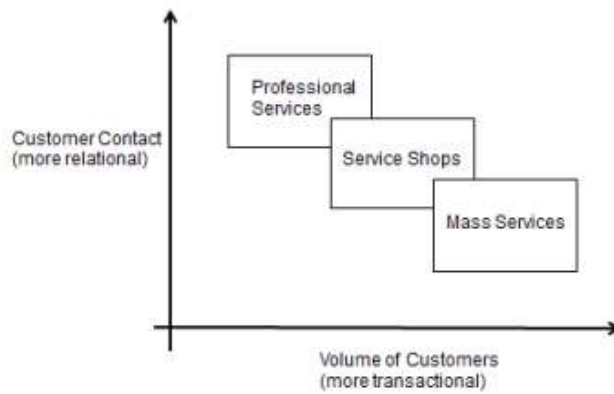 Professional
Services
Customer Contact
(more relational)
Service Shops
Mass Services
Volume of Customers
(more transactional)